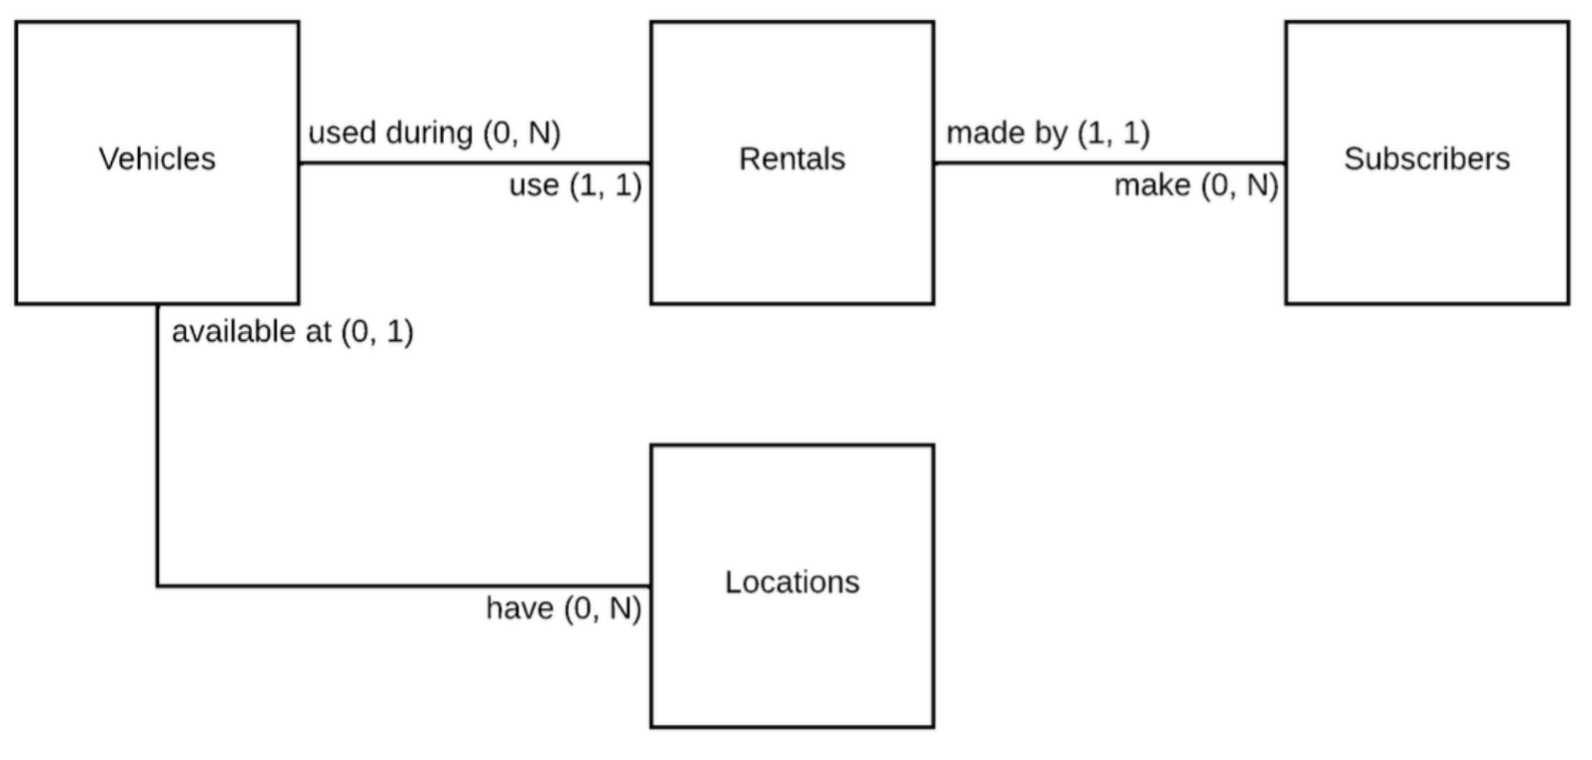 Vehicles
used during (0, N)
use (1, 1)
Rentals
made by (1, 1)
make (0, N)
Subscribers
available at (0, 1)
have (0, N)
Locations